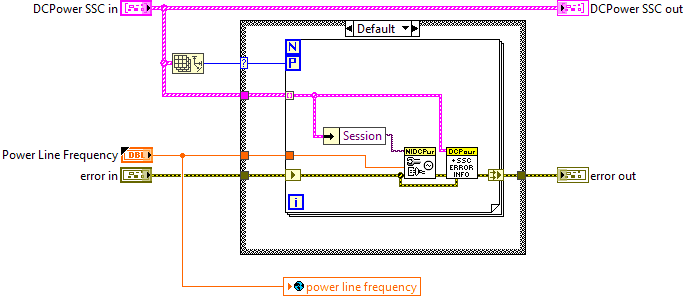 DCPower SSC in
DCPower SSC out
Default
N
P
?
Session
NIDCPwr
DCPowr
+SSC
ERROR
INFO
Power Line Frequency
DBL
error in
error out
i
power line frequency